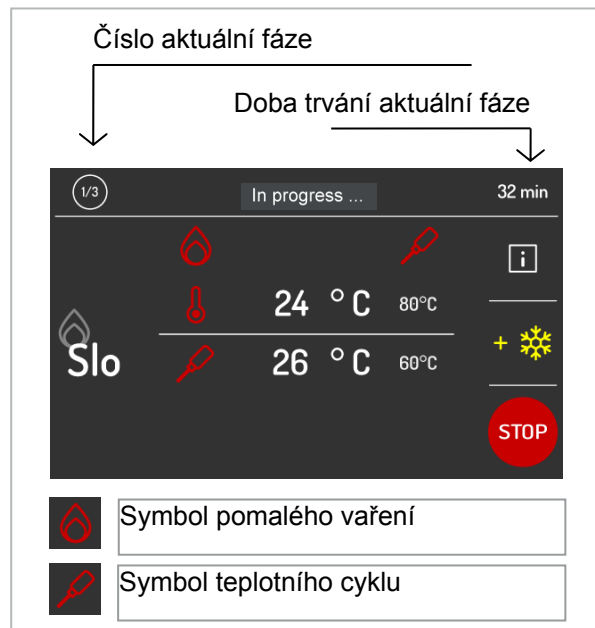 Číslo aktuální fáze
Doba trvání aktuální fáze
1/3
In progress ...
32 min
i
24 °C 80°C
+
Slo
26 °C 60°C
STOP
Symbol pomalého vaření
Symbol teplotního cyklu